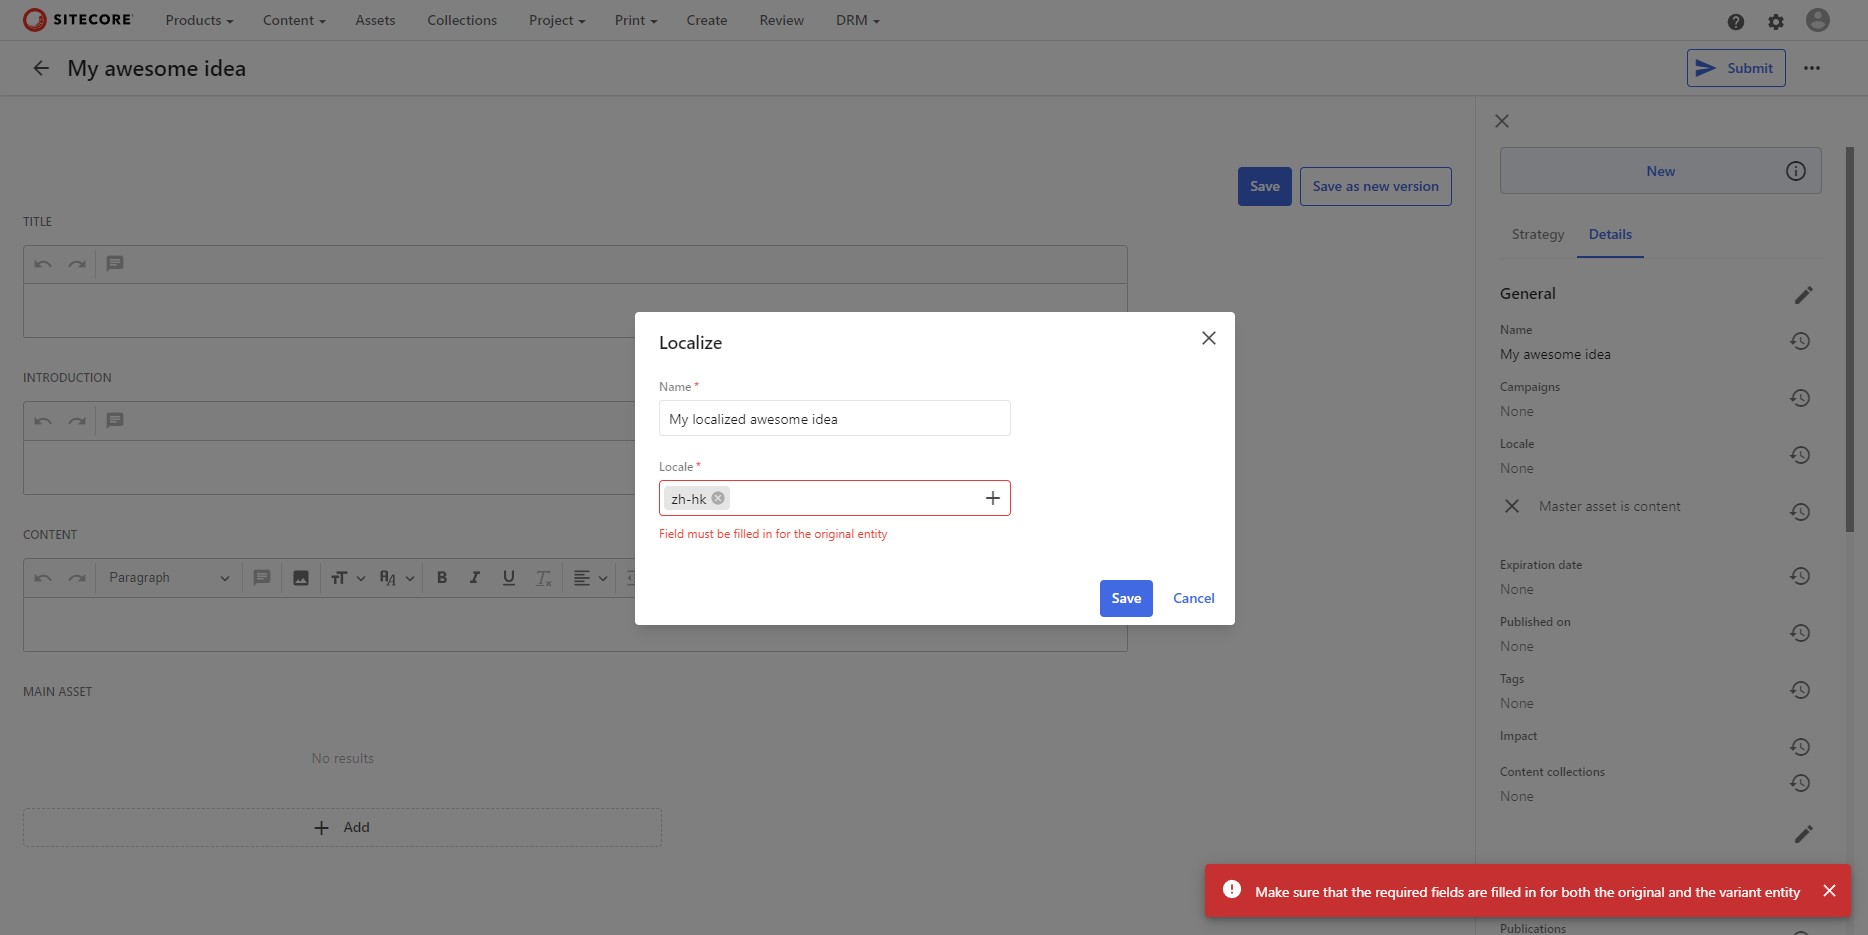 SITECORE Products Content Assets Collections Project Print Create Review DRM
My awesome idea
Submit
New
Save Save as new version
TITLE
Strategy Details
General
Name
My awesome idea
Localize
Name *
My localized awesome idea
INTRODUCTION
Campaigns
None
Locale
None
Locale *
zh-hk
Master asset is content
Field must be filled in for the original entity
CONTENT
Paragraph
Expiration date
None
Save Cancel
Published on
None
MAIN ASSET
Tags
None
Impact
No results
Content collections
None
Add
Make sure that the required fields are filled in for both the original and the variant entity
Publications